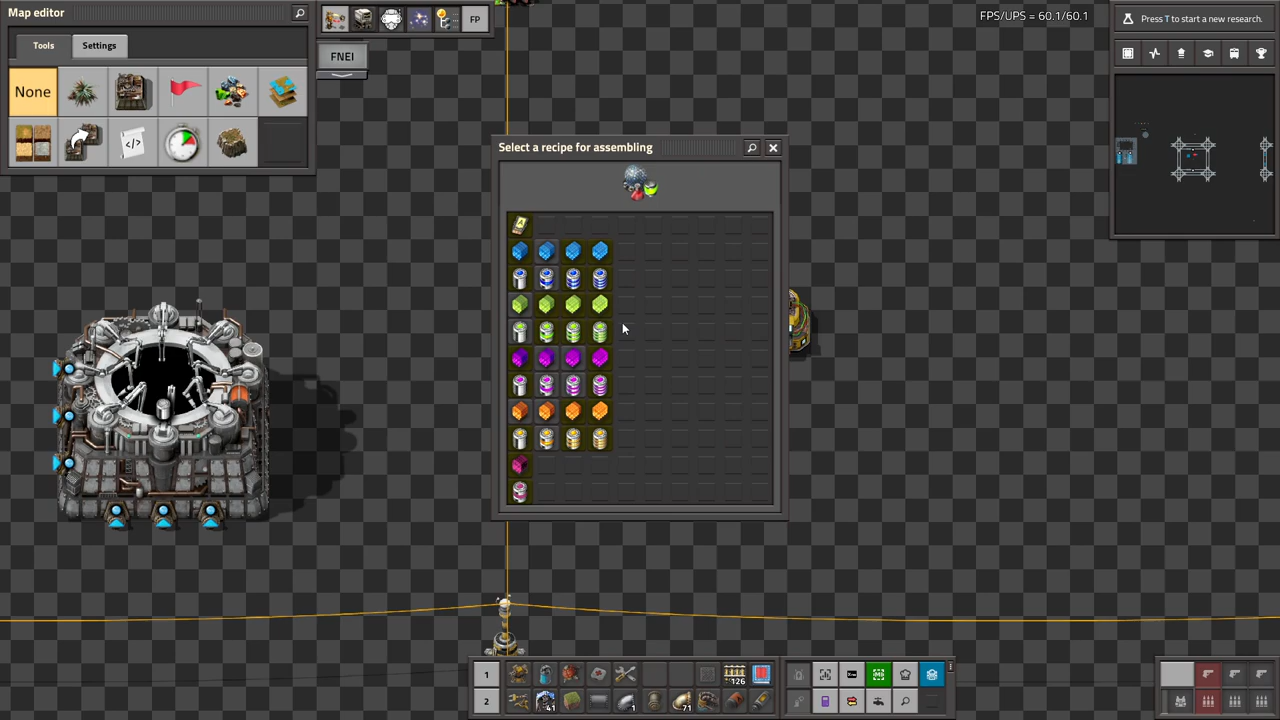 Map editor
FP
FPS/UPS = 60.1/60.1
Press T to start a new research.
Tools
Settings
FNEI
None
</>
Select a recipe for assembling
1
126
2
41
1
71